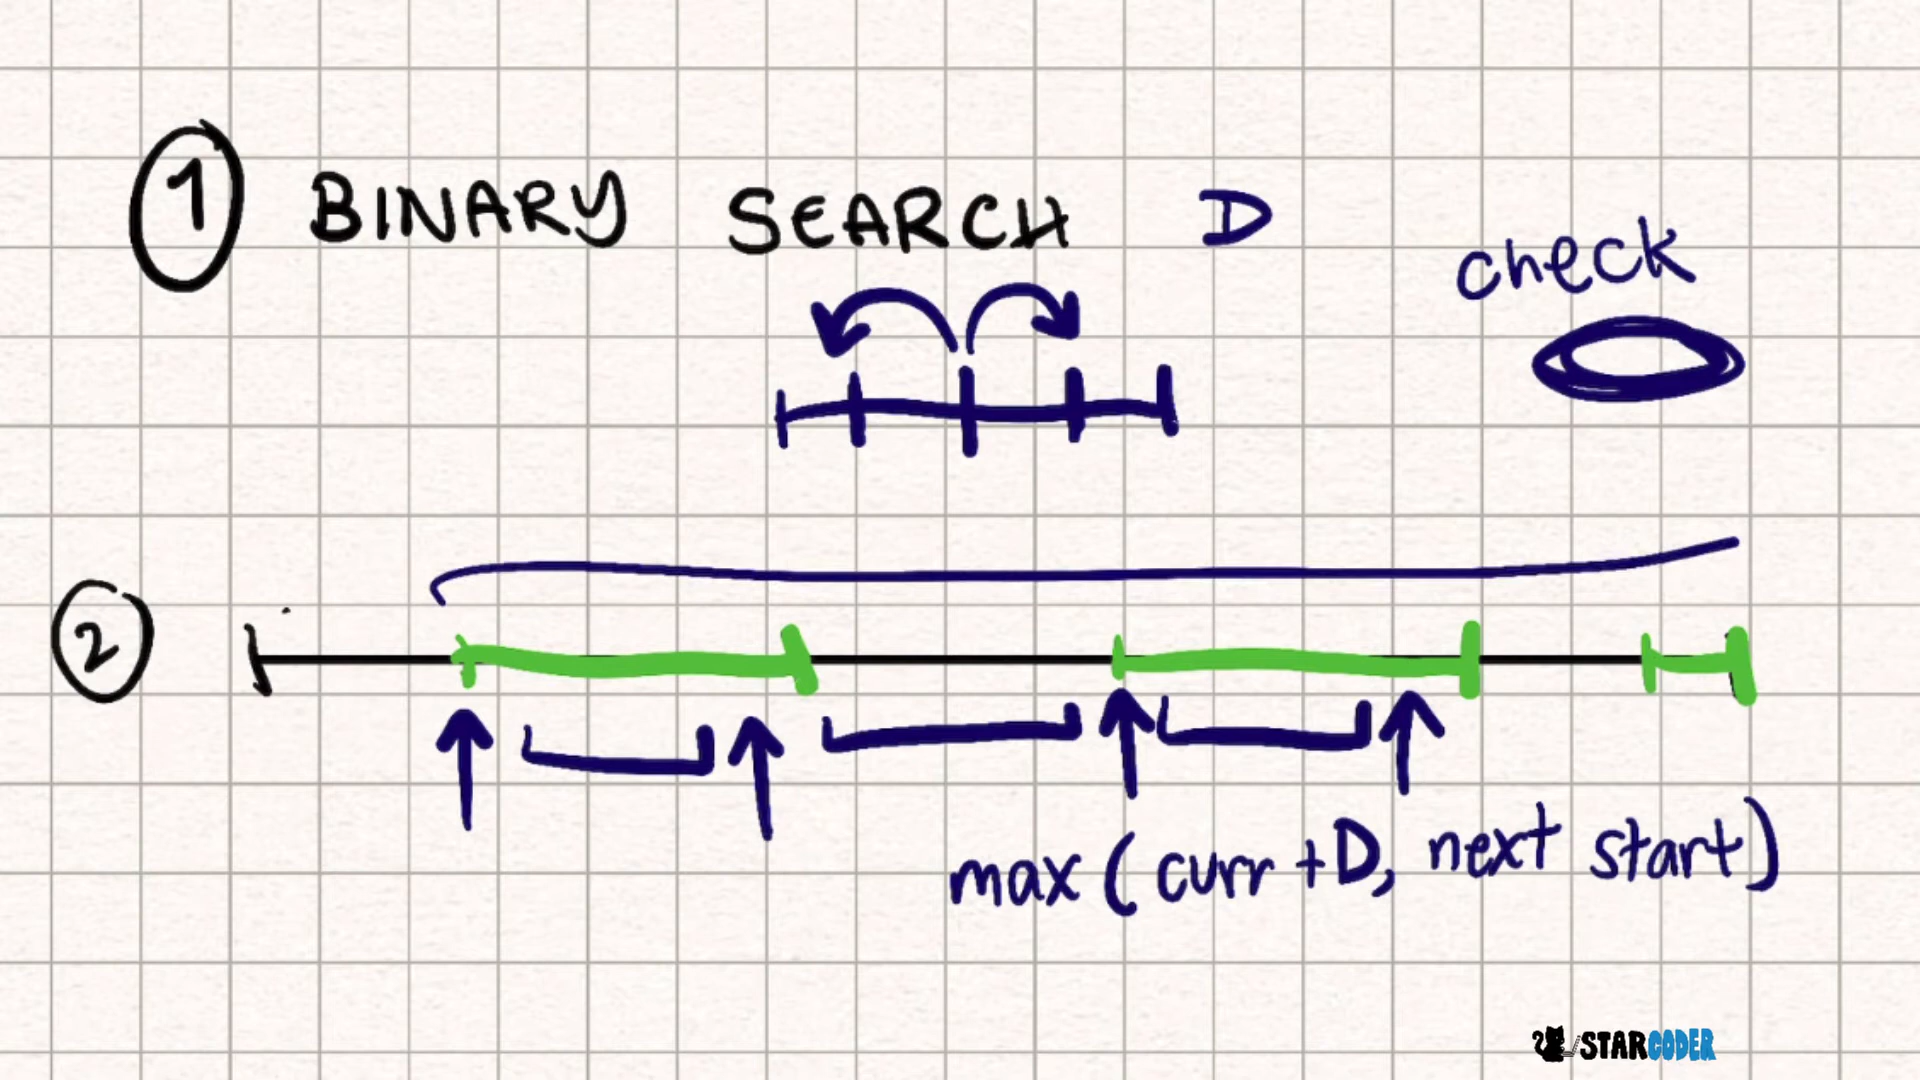 1 BINARY SEARCH D
check
2
max(curr+D, next start)
STARCODER